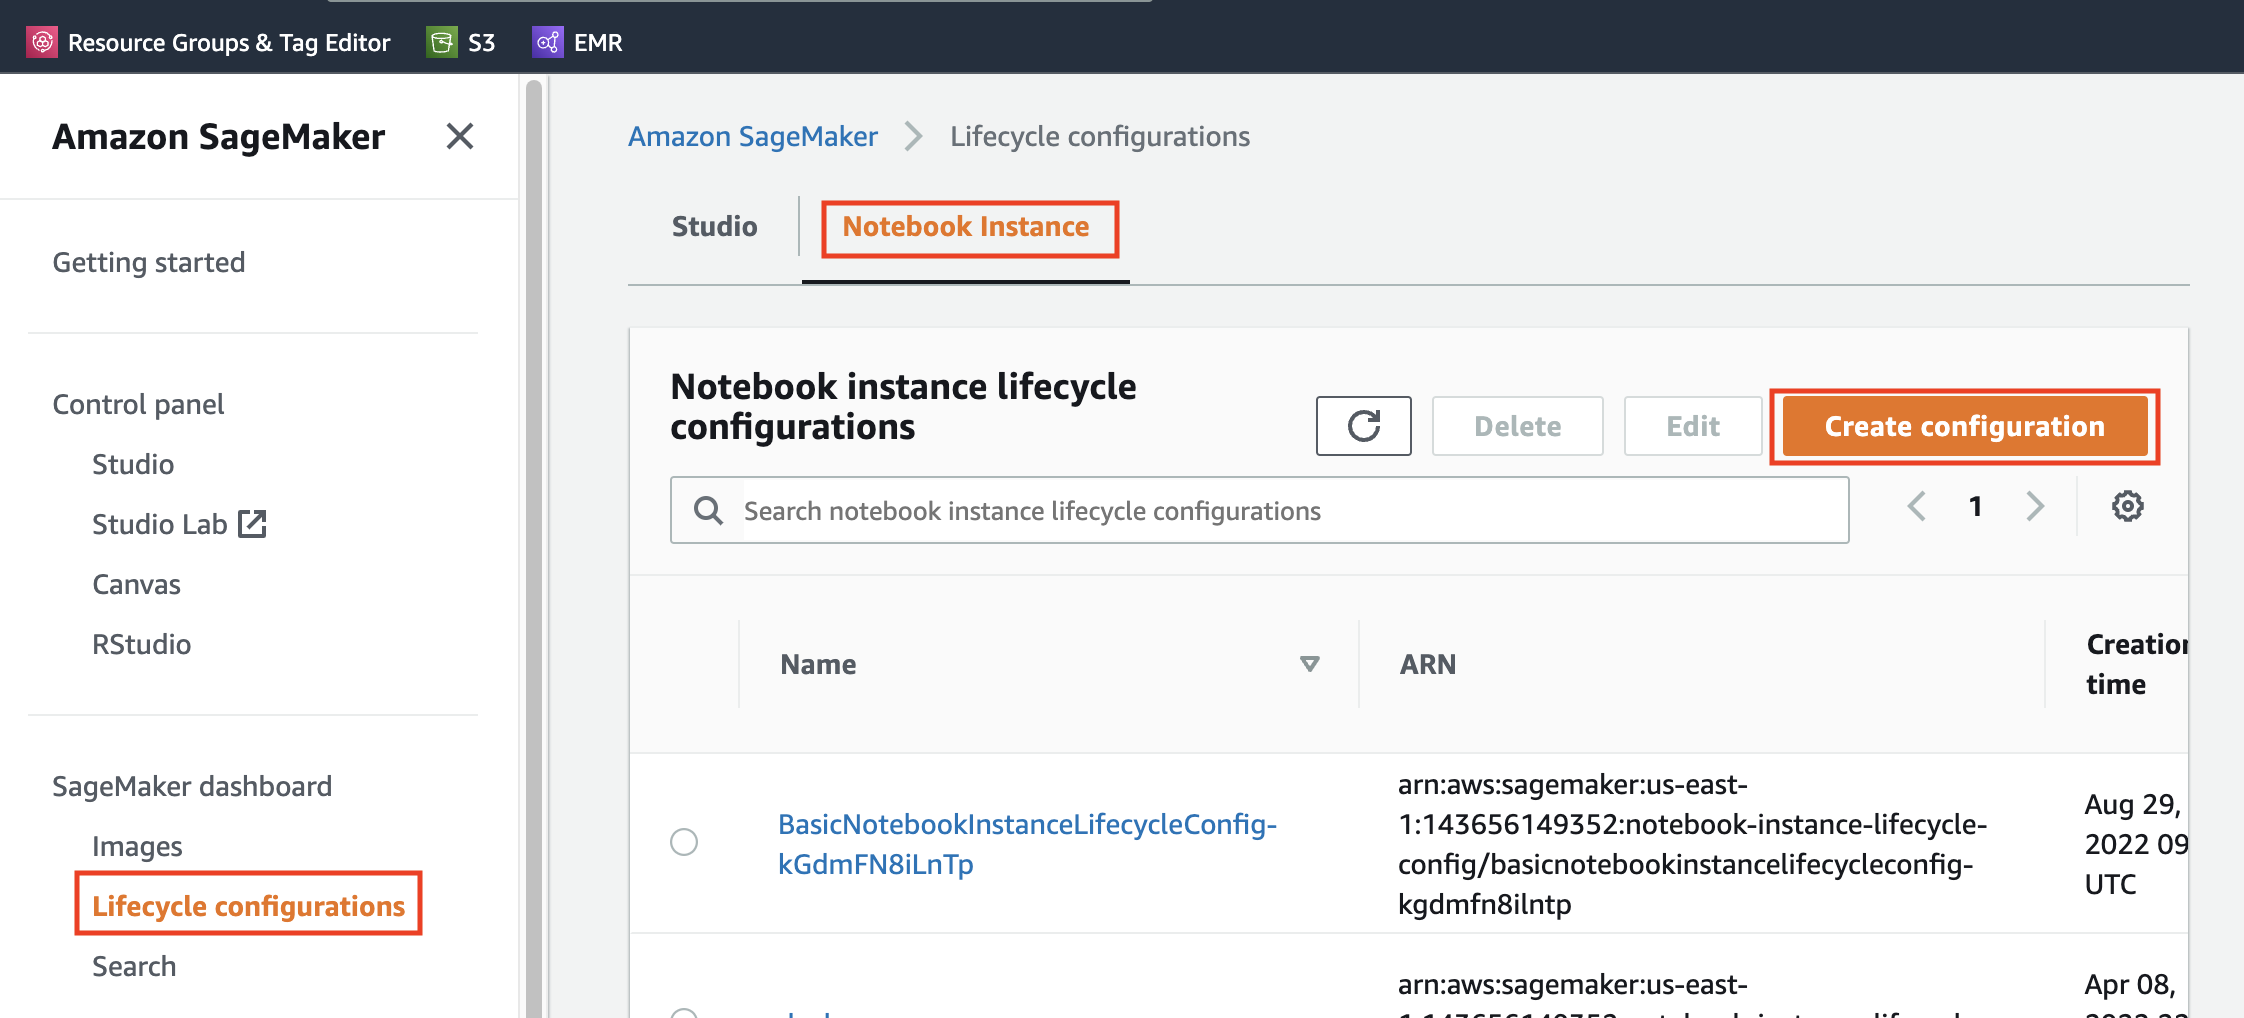 Resource Groups & Tag Editor
S3
EMR
Amazon SageMaker
Getting started
Control panel
Studio
Studio Lab
Canvas
RStudio
SageMaker dashboard
Images
Lifecycle configurations
Search
Amazon SageMaker
Lifecycle configurations
Studio
Notebook Instance
Notebook instance lifecycle
configurations
Delete
Edit
Create configuration
Search notebook instance lifecycle configurations
1
Name
ARN
Creation
time
BasicNotebookInstanceLifecycleConfig-
kGdmFN8iLnTp
arn:aws:sagemaker:us-east-
1:143656149352:notebook-instance-lifecycle-
config/basicnotebookinstancelifecycleconfig-
kgdmfn8ilntp
Aug 29,
2022 09
UTC
arn:aws:sagemaker:us-east-
Apr 08,